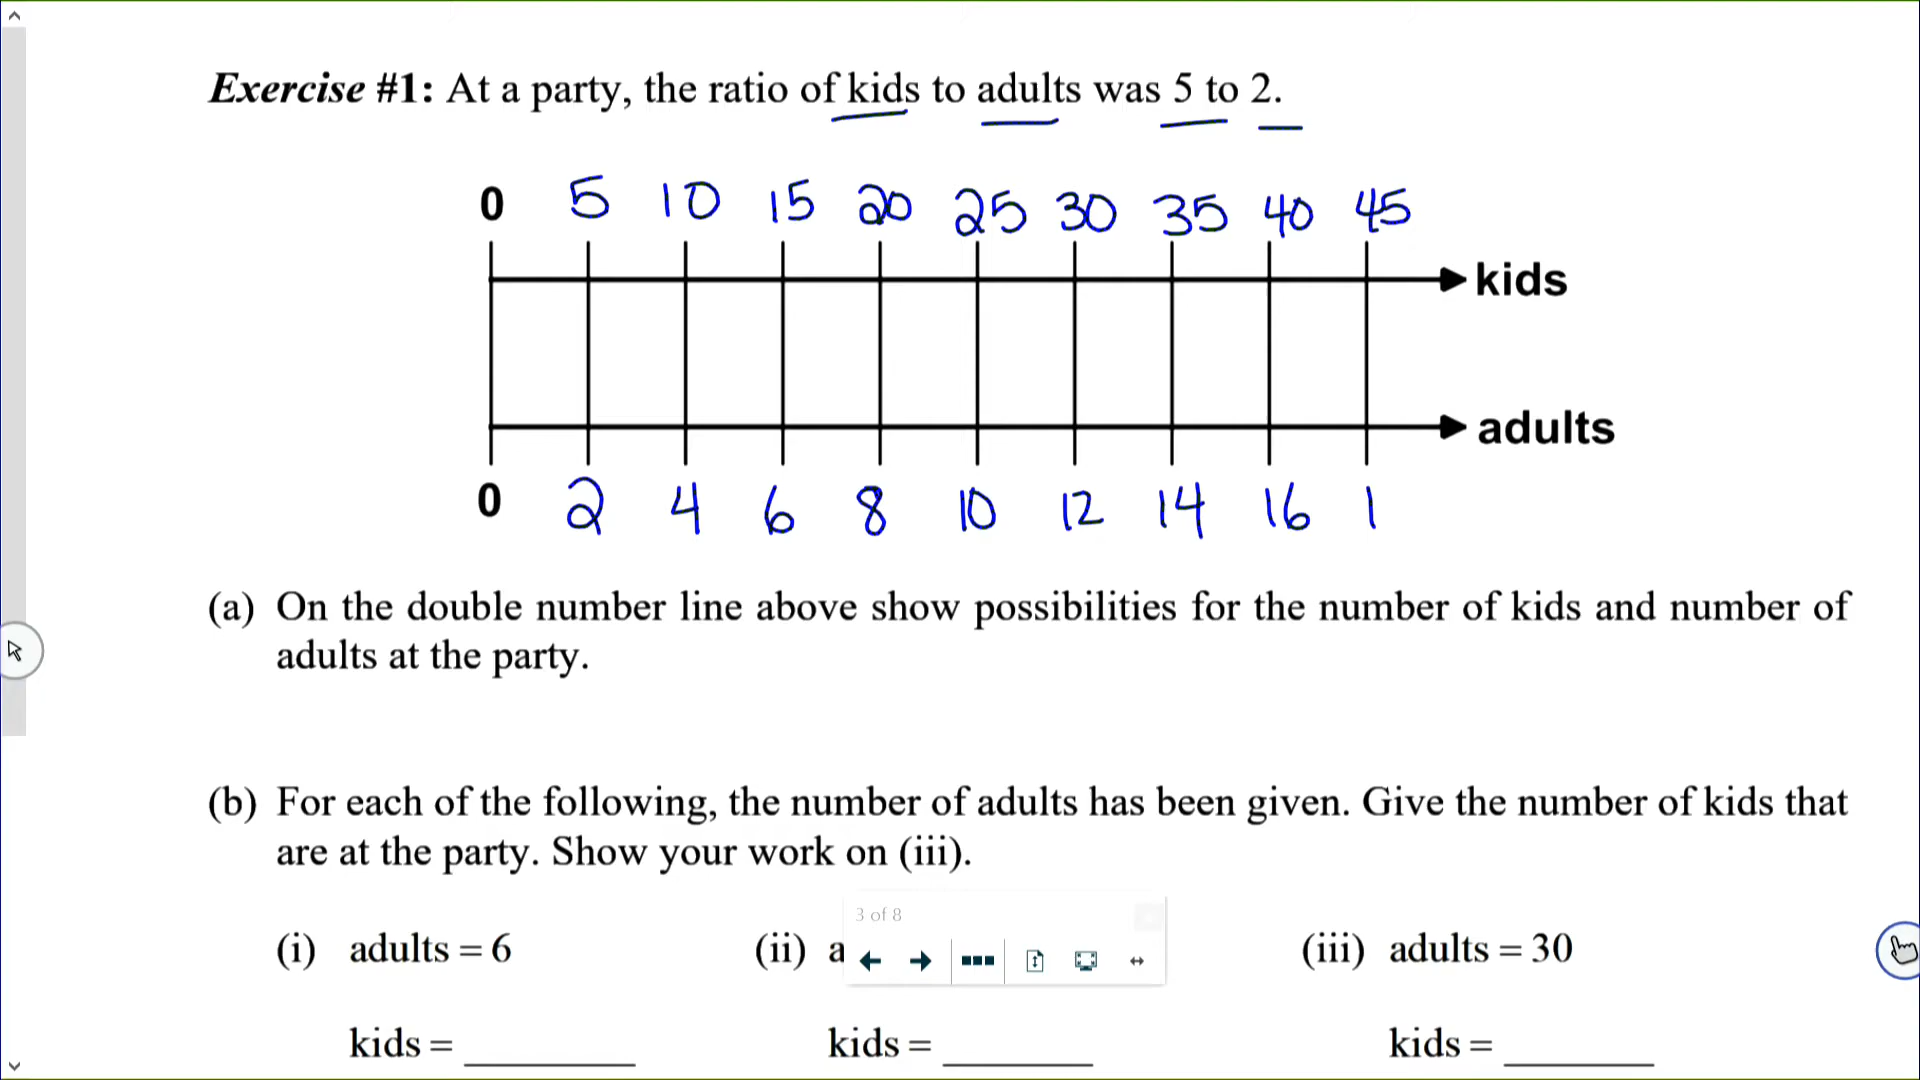 Exercise #1: At a party, the ratio of kids to adults was 5 to 2.
0 5 10 15 20 25 30 35 40 45
kids
adults
0 2 4 6 8 10 12 14 16 1
(a) On the double number line above show possibilities for the number of kids and number of
adults at the party.
(b) For each of the following, the number of adults has been given. Give the number of kids that
are at the party. Show your work on (iii).
3 of 8
(i) adults = 6 (ii) a (iii) adults = 30
kids = ________ kids = ________ kids = ________